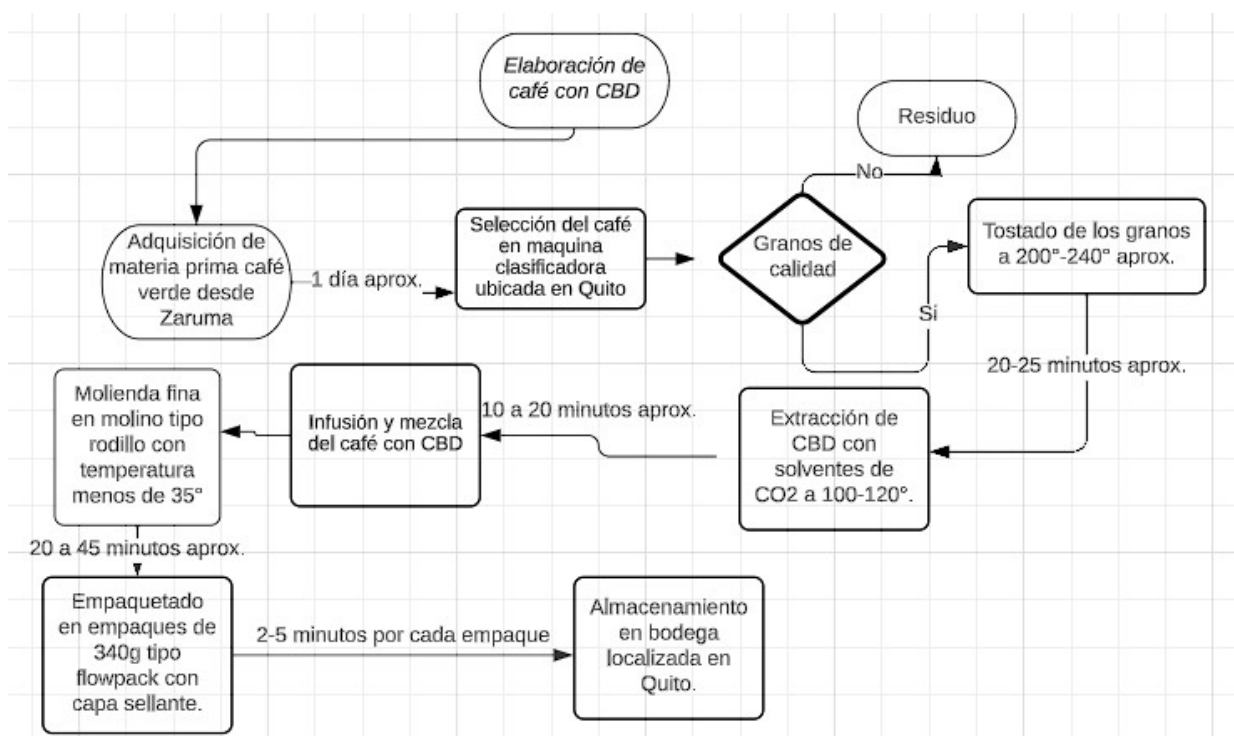 Elaboración de
café con CBD
Residuo
No
Adquisición de
materia prima café
verde desde
Zaruma
1 día aprox.
Selección del café
en maquina
clasificadora
ubicada en Quito
Granos de
calidad
Sí
Tostado de los granos
a 200°-240° aprox.
20-25 minutos aprox.
Extracción de
CBD con
solventes de
CO2 a 100-120°.
10 a 20 minutos aprox.
Infusión y mezcla
del café con CBD
Molienda fina
en molino tipo
rodillo con
temperatura
menos de 35°
20 a 45 minutos aprox.
Empaquetado
en empaques de
340g tipo
flowpack con
capa sellante.
2-5 minutos por cada empaque
Almacenamiento
en bodega
localizada en
Quito.